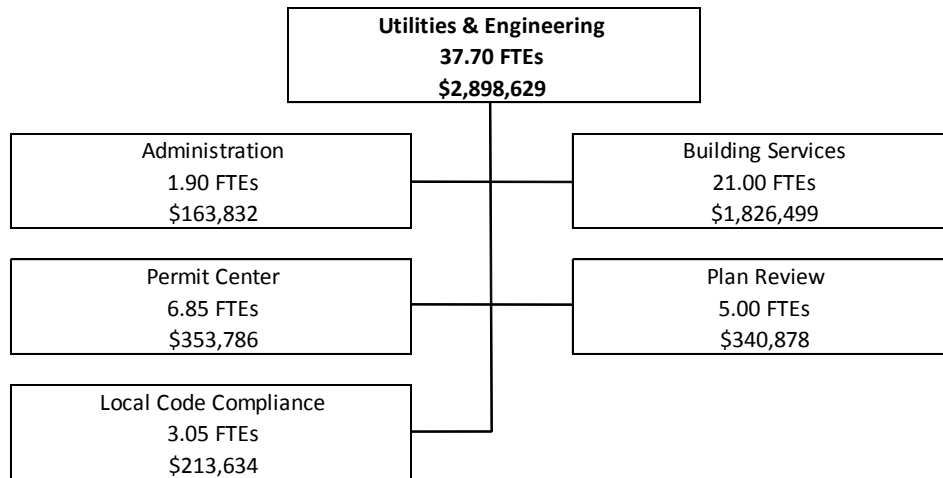 Utilities & Engineering
37.70 FTEs
$2,898,629
Administration
1.90 FTEs
$163,832
Building Services
21.00 FTEs
$1,826,499
Permit Center
6.85 FTEs
$353,786
Plan Review
5.00 FTEs
$340,878
Local Code Compliance
3.05 FTEs
$213,634